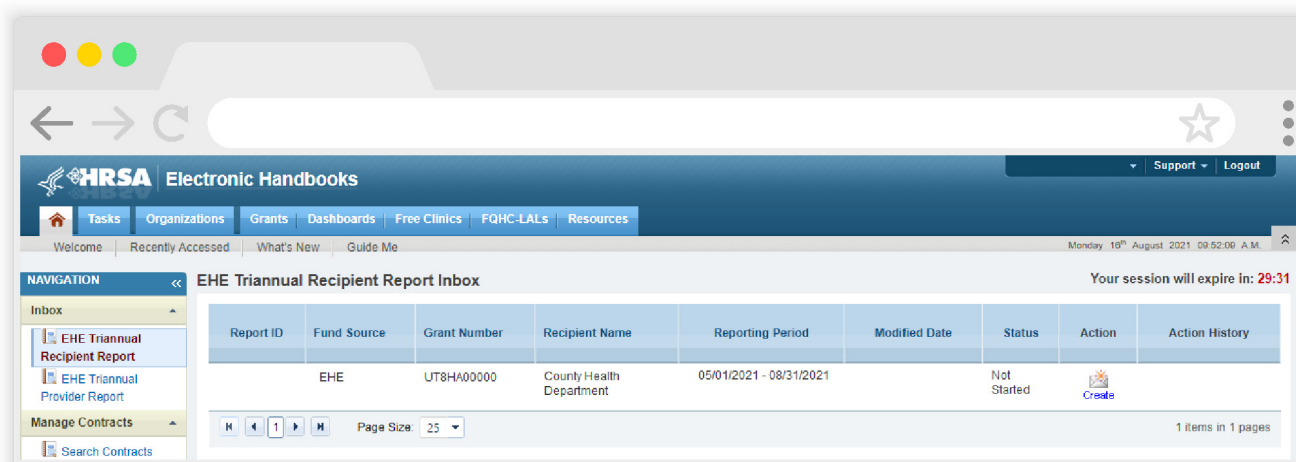 HRSA Electronic Handbooks
Support Logout
Tasks Organizations Grants Dashboards Free Clinics FQHC-LALs Resources
Welcome Recently Accessed What's New Guide Me
Monday 16th August 2021 09:52:09 A.M.
NAVIGATION
EHE Triannual Recipient Report Inbox
Your session will expire in: 29:31
Inbox
EHE Triannual
Recipient Report
EHE Triannual
Provider Report
Manage Contracts
Search Contracts
Report ID Fund Source Grant Number Recipient Name Reporting Period Modified Date Status Action Action History
EHE UT8HA00000 County Health 05/01/2021 - 08/31/2021 Not
Department Started Create
1 Page Size: 25 1 items in 1 pages